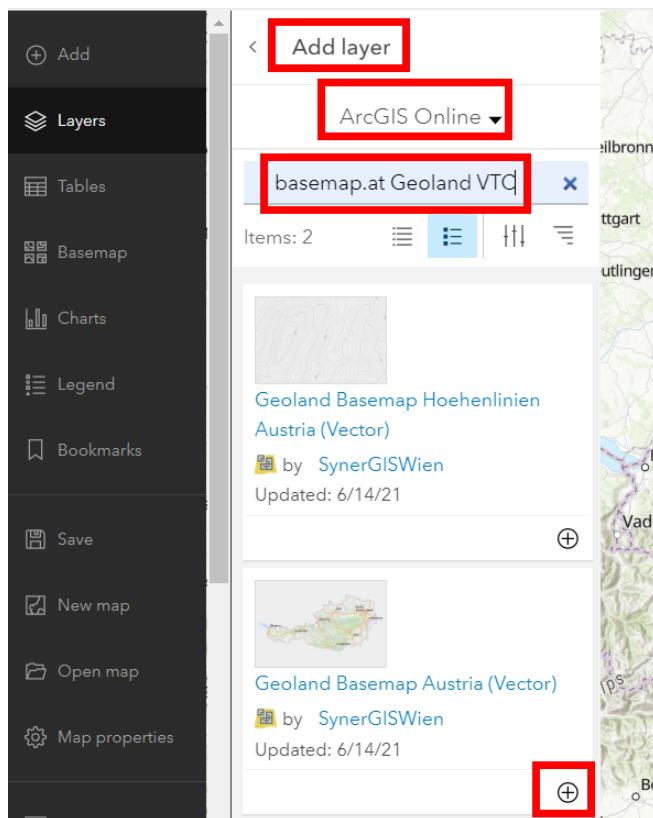 Add
Layers
Tables
Basemap
Charts
Legend
Bookmarks
Save
New map
Open map
Map properties
Add layer
ArcGIS Online
basemap.at Geoland VTC
Items: 2
Geoland Basemap Hoehenlinien
Austria (Vector)
by SynerGISWien
Updated: 6/14/21
Geoland Basemap Austria (Vector)
by SynerGISWien
Updated: 6/14/21
eilbronn
ttgart
utlinger
Vad
lps
Be